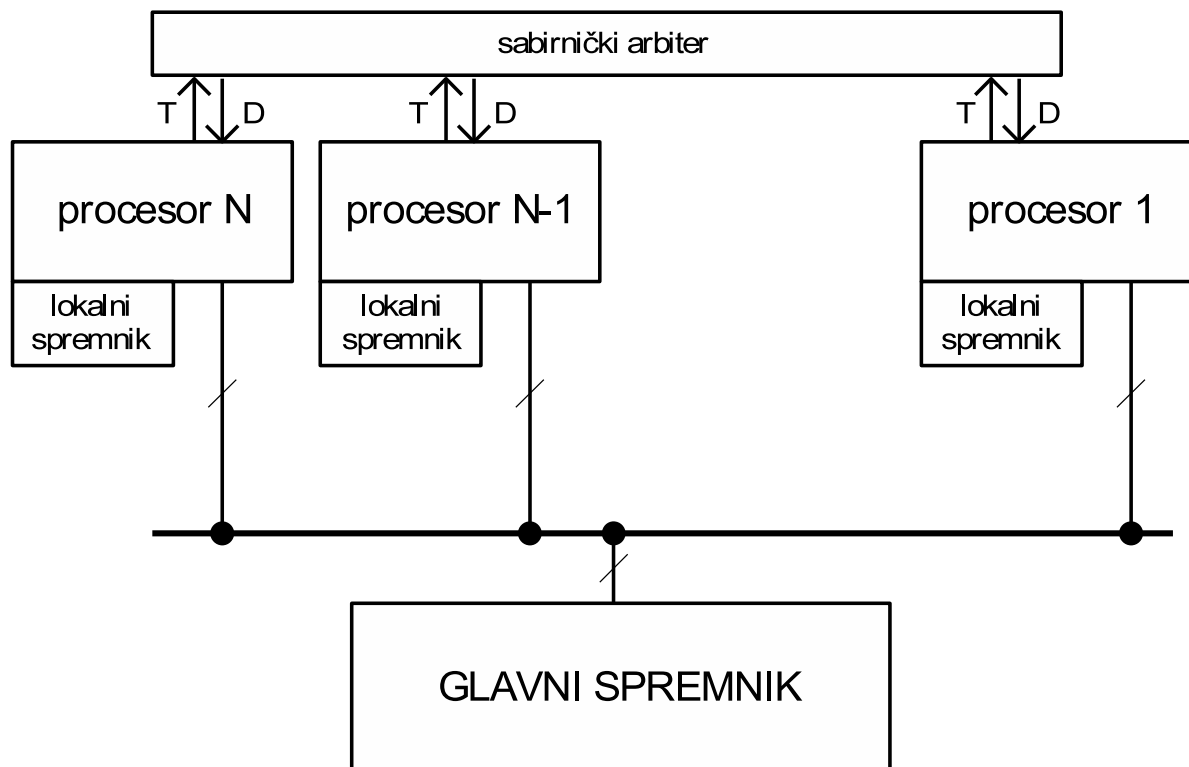 sabirnički arbiter
T D T D T D
procesor N procesor N-1 procesor 1
lokalni lokalni lokalni
spremnik spremnik spremnik
GLAVNI SPREMNIK